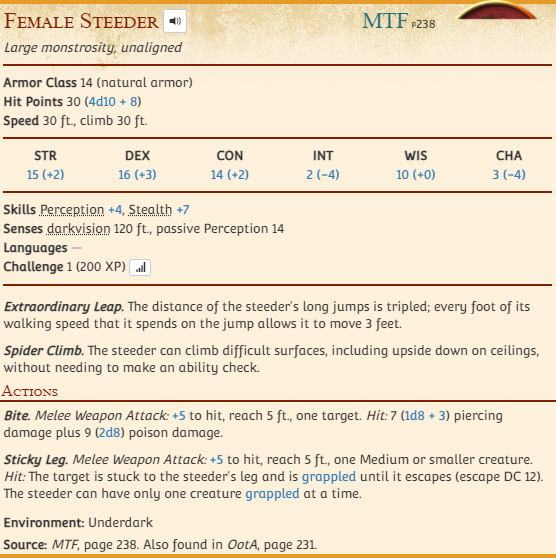 Female Steeder MTF p238
Large monstrosity, unaligned
Armor Class 14 (natural armor)
Hit Points 30 (4d10 + 8)
Speed 30 ft., climb 30 ft.
STR DEX CON INT WIS CHA
15 (+2) 16 (+3) 14 (+2) 2 (−4) 10 (+0) 3 (−4)
Skills Perception +4, Stealth +7
Senses darkvision 120 ft., passive Perception 14
Languages —
Challenge 1 (200 XP)
Extraordinary Leap. The distance of the steeder's long jumps is tripled; every foot of its
walking speed that it spends on the jump allows it to move 3 feet.
Spider Climb. The steeder can climb difficult surfaces, including upside down on ceilings,
without needing to make an ability check.
Actions
Bite. Melee Weapon Attack: +5 to hit, reach 5 ft., one target. Hit: 7 (1d8 + 3) piercing
damage plus 9 (2d8) poison damage.
Sticky Leg. Melee Weapon Attack: +5 to hit, reach 5 ft., one Medium or smaller creature.
Hit: The target is stuck to the steeder's leg and is grappled until it escapes (escape DC 12).
The steeder can have only one creature grappled at a time.
Environment: Underdark
Source: MTF, page 238. Also found in OotA, page 231.